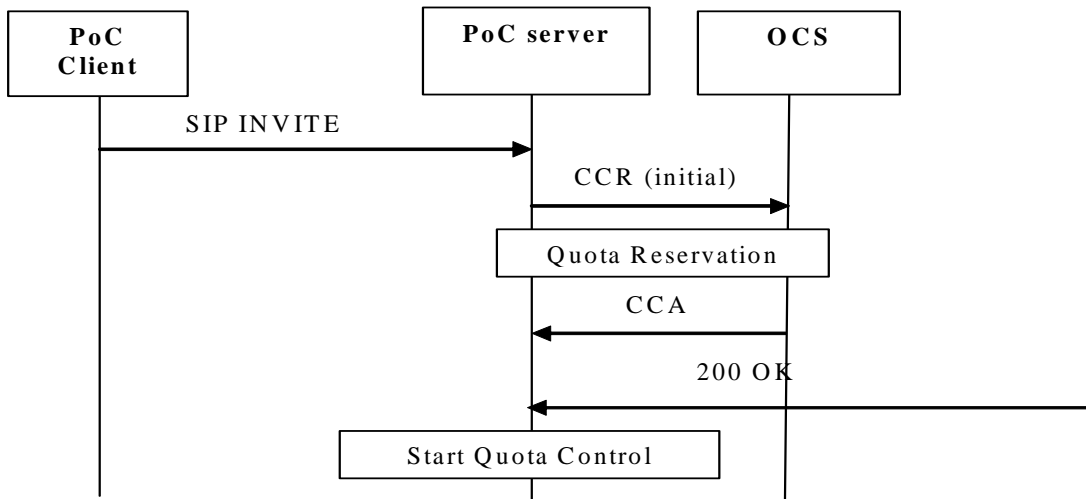 PoC
Client
PoC server
OCS
SIP INVITE
CCR (initial)
Quota Reservation
CCA
200 OK
Start Quota Control